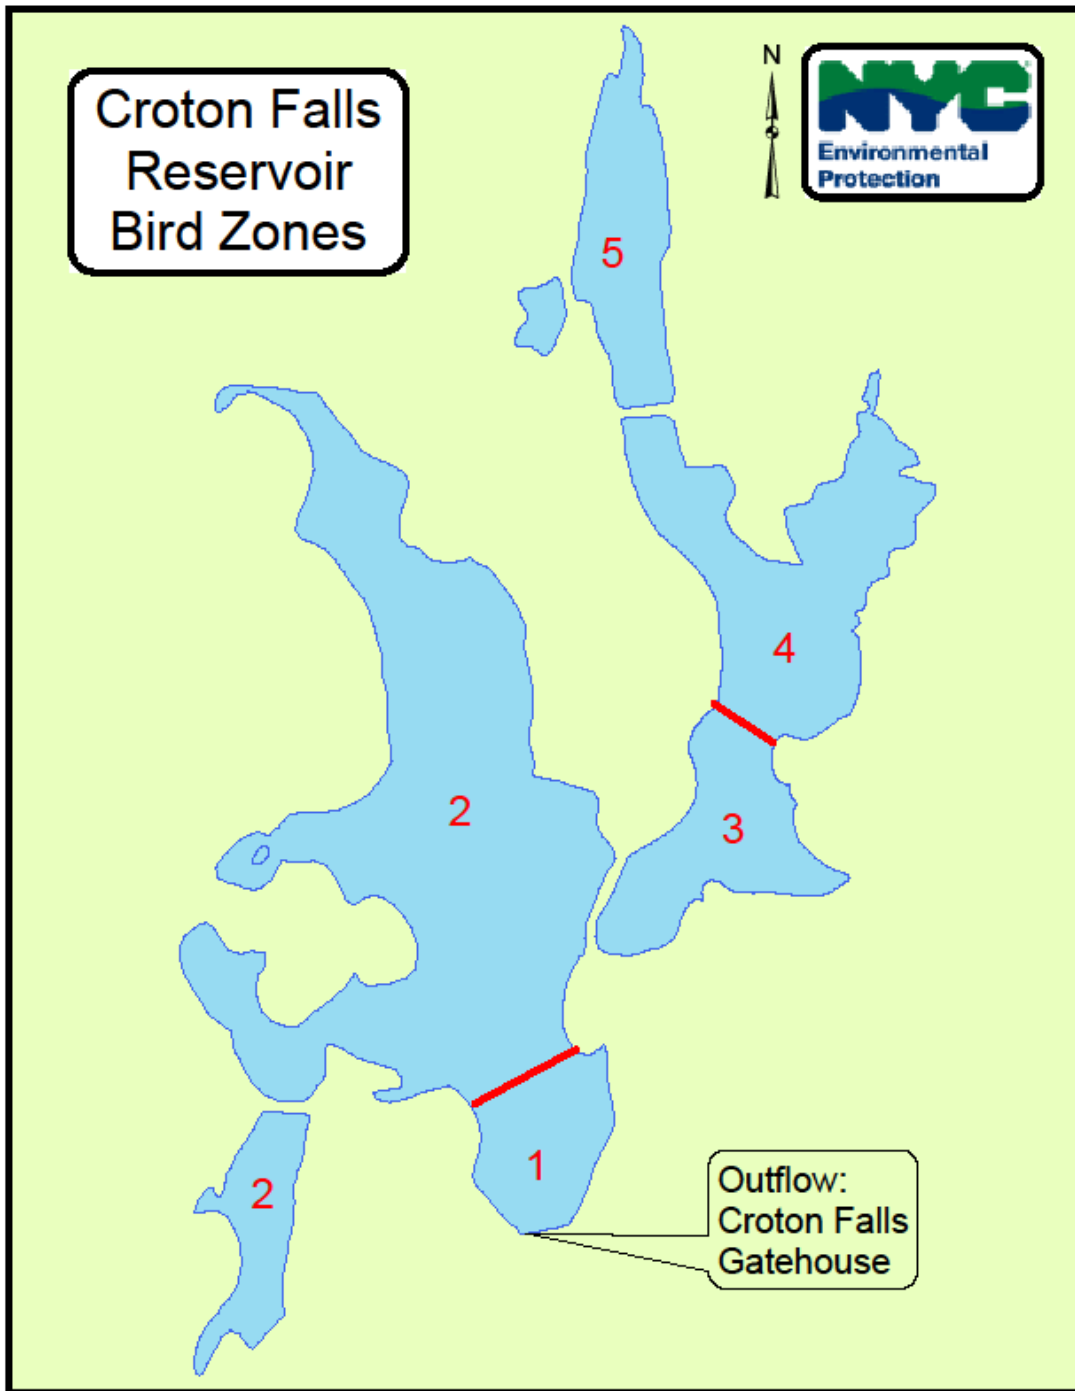 Croton Falls
Reservoir
Bird Zones
N
NYC
Environmental
Protection
5
4
2
3
1
2
Outflow:
Croton Falls
Gatehouse